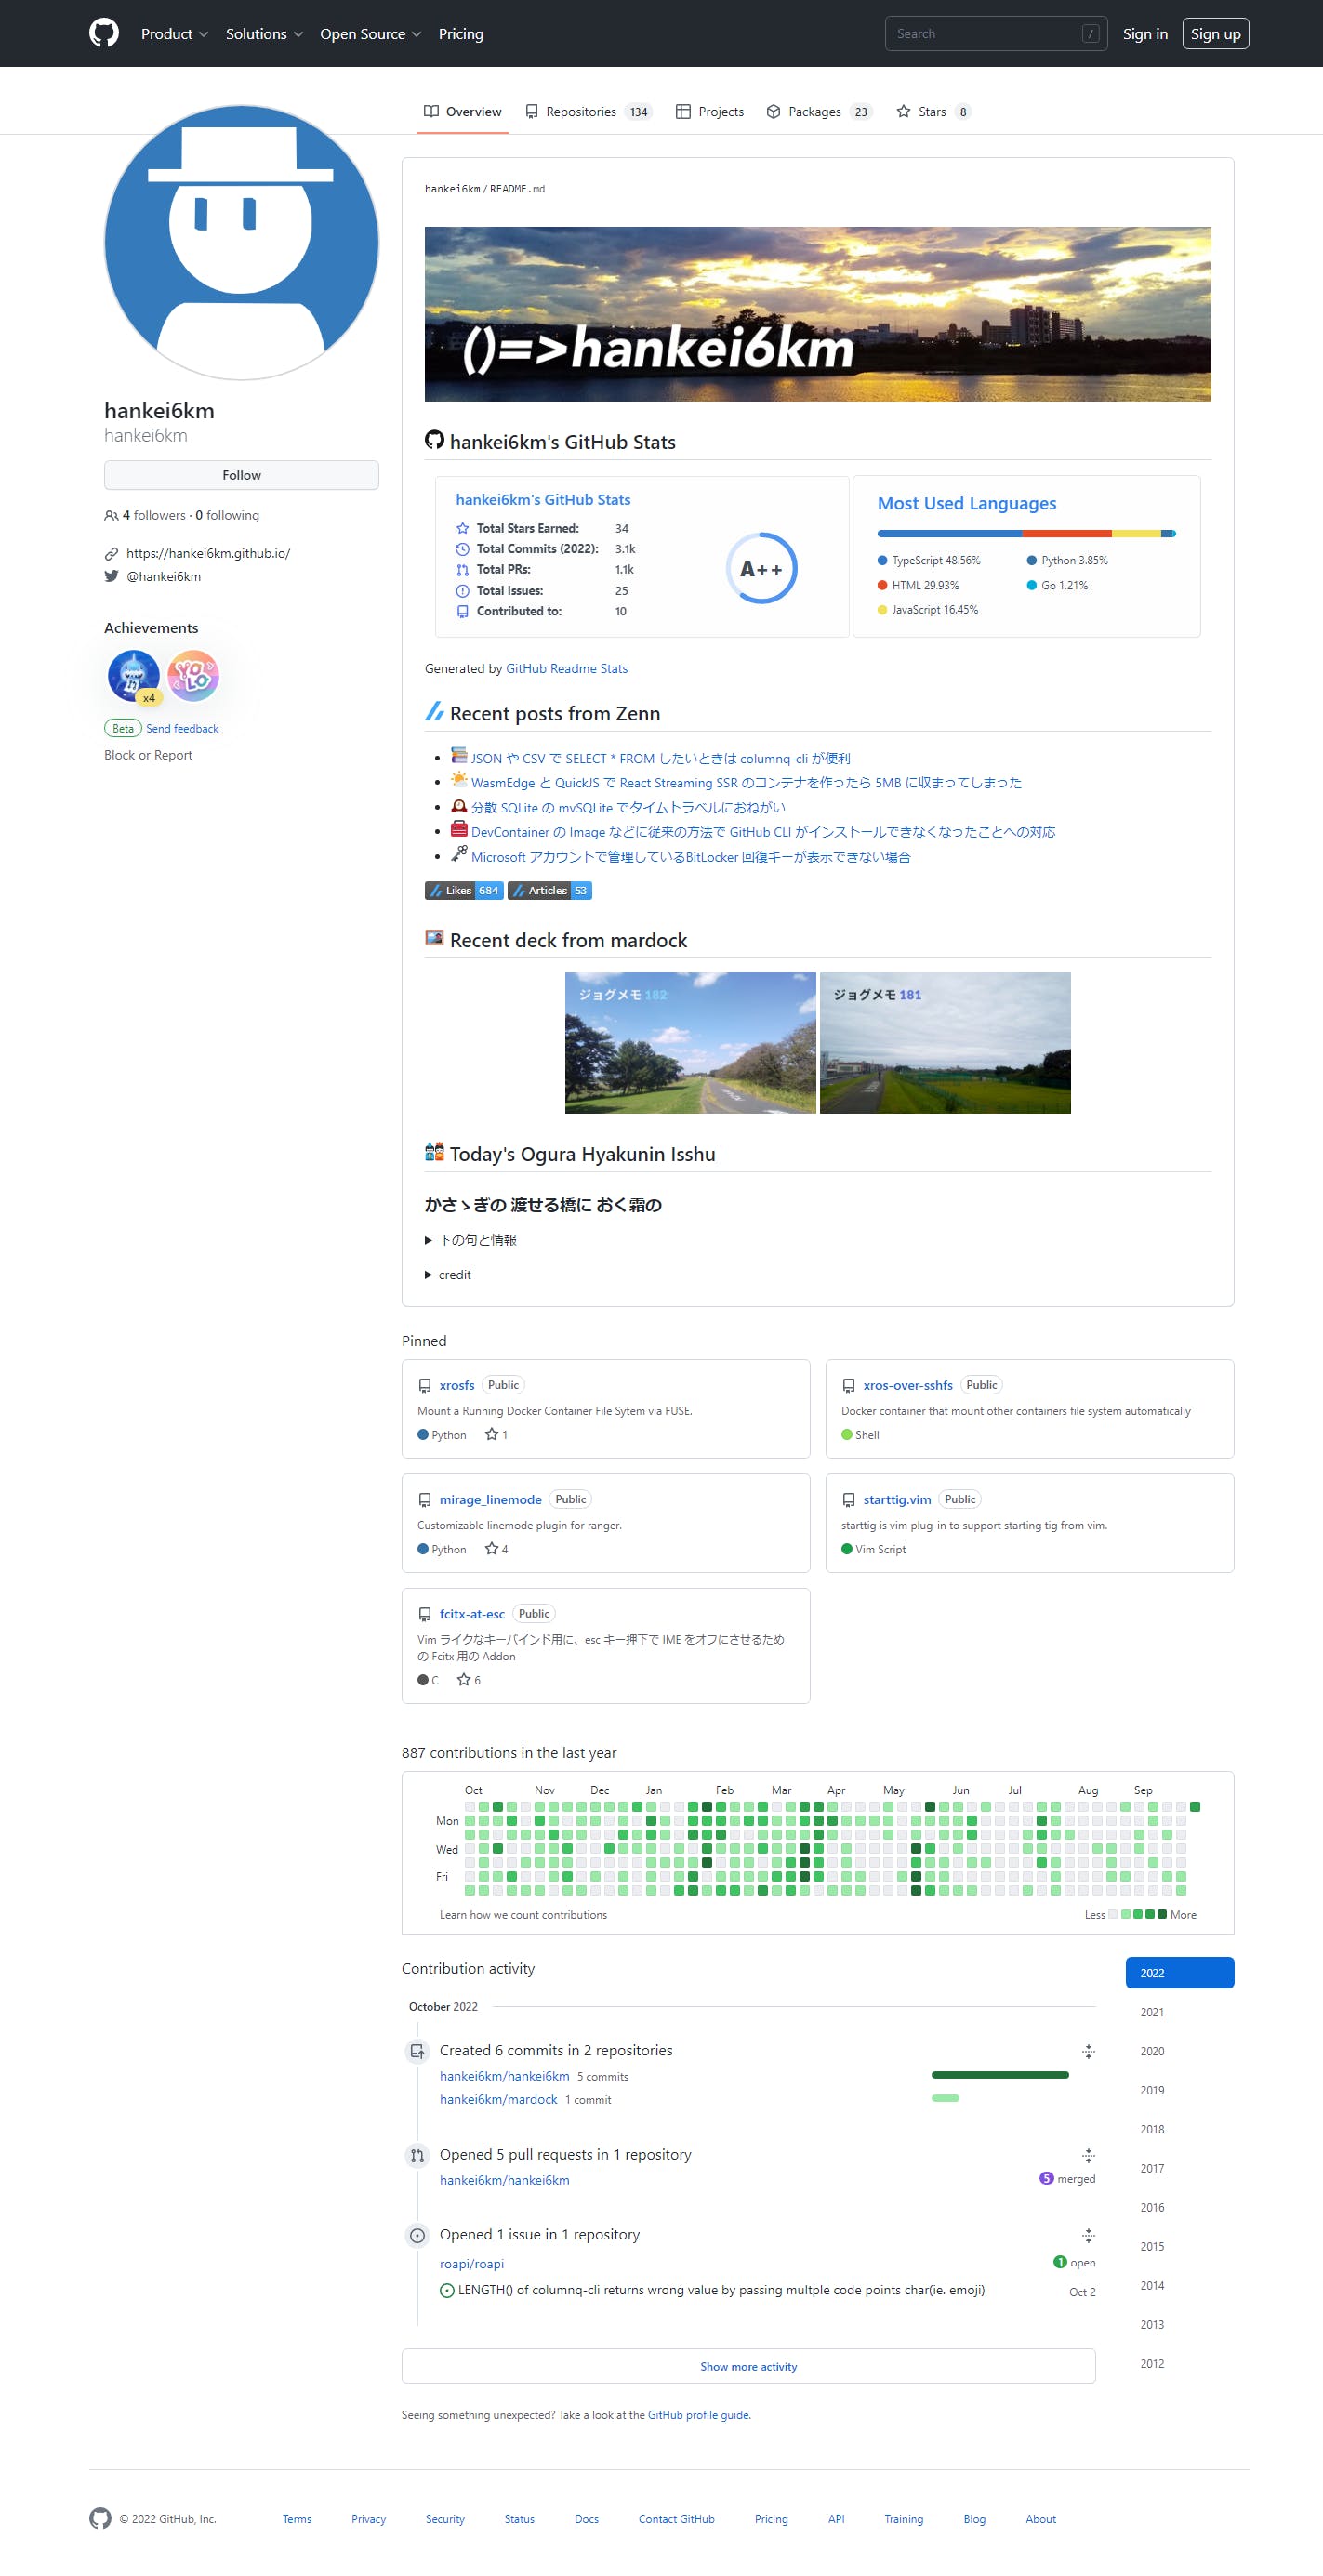 Product Solutions Open Source Pricing Search / Sign in Sign up
Overview Repositories 134 Projects Packages 23 Stars 8
hankei6km
hankei6km
Follow
4 followers · 0 following
https://hankei6km.github.io/
@hankei6km
Achievements
x4
YOLO
Beta Send feedback
Block or Report
hankei6km/README.md
()=>hankei6km
hankei6km's GitHub Stats
hankei6km's GitHub Stats
Total Stars Earned: 34
Total Commits (2022): 3.1k
Total PRs: 1.1k
Total Issues: 25
Contributed to: 10
A++
Most Used Languages
TypeScript 48.56%
HTML 29.93%
JavaScript 16.45%
Python 3.85%
Go 1.21%
Generated by GitHub Readme Stats
Recent posts from Zenn
JSON や CSV で SELECT * FROM したいときは columnq-cli が便利
WasmEdge と QuickJS で React Streaming SSR のコンテナを作ったら 5MB に収まってしまった
分散 SQLite の mvSQLite でタイムトラベルにおねがい
DevContainer の Image などに従来の方法で GitHub CLI がインストールできなくなったことへの対応
Microsoft アカウントで管理しているBitLocker 回復キーが表示できない場合
Likes 684 Articles 53
Recent deck from mardock
ジョグメモ 182
ジョグメモ 181
Today's Ogura Hyakunin Isshu
かさゝぎの 渡せる橋に おく霜の
下の句と情報
credit
Pinned
xrosfs Public
Mount a Running Docker Container File Sytem via FUSE.
Python 1
xros-over-sshfs Public
Docker container that mount other containers file system automatically
Shell
mirage_linemode Public
Customizable linemode plugin for ranger.
Python 4
starttig.vim Public
starttig is vim plug-in to support starting tig from vim.
Vim Script
fcitx-at-esc Public
Vim ライクなキーバインド用に、esc キー押下で IME をオフにさせるため
の Fcitx 用の Addon
C 6
887 contributions in the last year
Oct Nov Dec Jan Feb Mar Apr May Jun Jul Aug Sep
Mon
Wed
Fri
Learn how we count contributions
Less More
Contribution activity
October 2022
Created 6 commits in 2 repositories
hankei6km/hankei6km 5 commits
hankei6km/mardock 1 commit
Opened 5 pull requests in 1 repository
hankei6km/hankei6km 5 merged
Opened 1 issue in 1 repository
roapi/roapi 1 open
LENGTH() of columnq-cli returns wrong value by passing multple code points char(ie. emoji) Oct 2
Show more activity
Seeing something unexpected? Take a look at the GitHub profile guide.
2022
2021
2020
2019
2018
2017
2016
2015
2014
2013
2012
© 2022 GitHub, Inc. Terms Privacy Security Status Docs Contact GitHub Pricing API Training Blog About